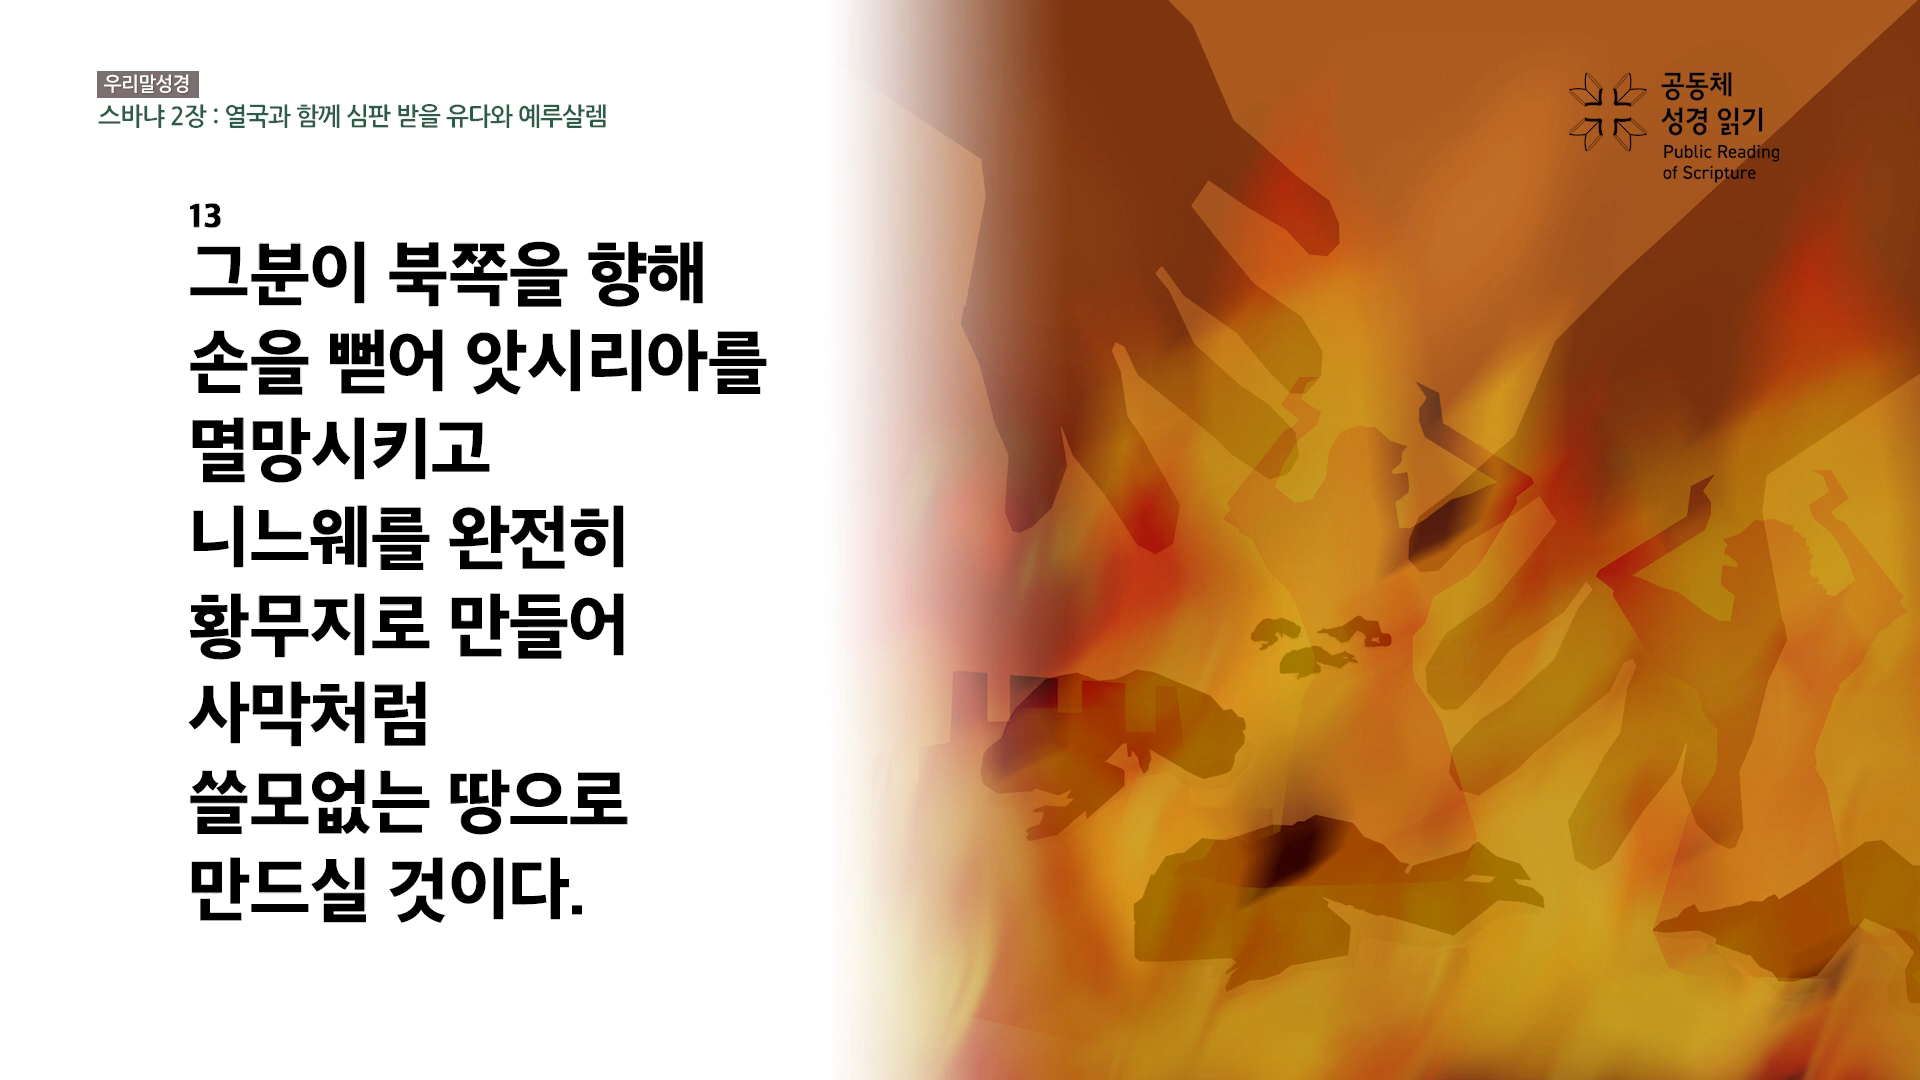 우리말성경
스바냐 2장 : 열국과 함께 심판 받을 유다와 예루살렘
공동체
성경 읽기
Public Reading
of Scripture
13
그분이 북쪽을 향해
손을 뻗어 앗시리아를
멸망시키고
니느웨를 완전히
황무지로 만들어
사막처럼
쓸모없는 땅으로
만드실 것이다.